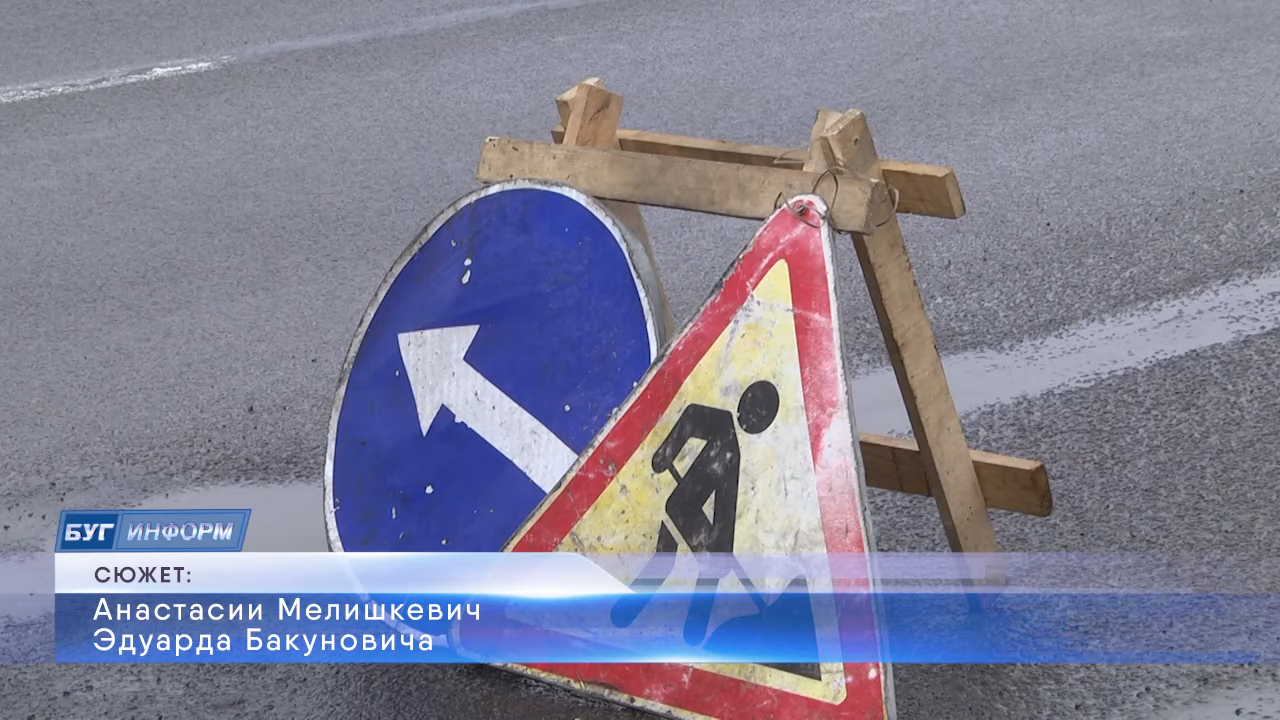 БУГ ИНФОРМ
СЮЖЕТ:
Анастасии Мелишкевич
Эдуарда Бакуновича